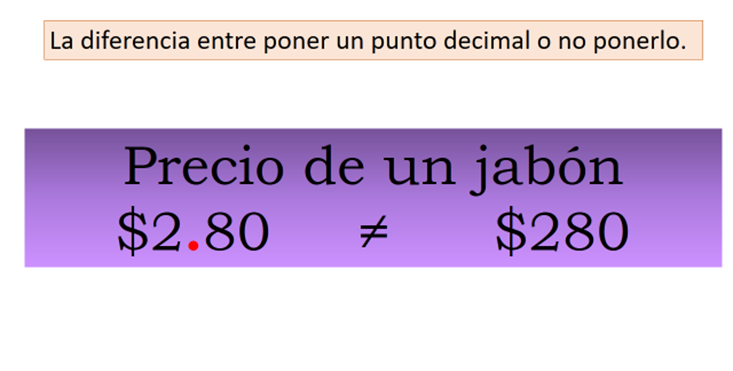 La diferencia entre poner un punto decimal o no ponerlo.
Precio de un jabón
$2.80 ≠ $280